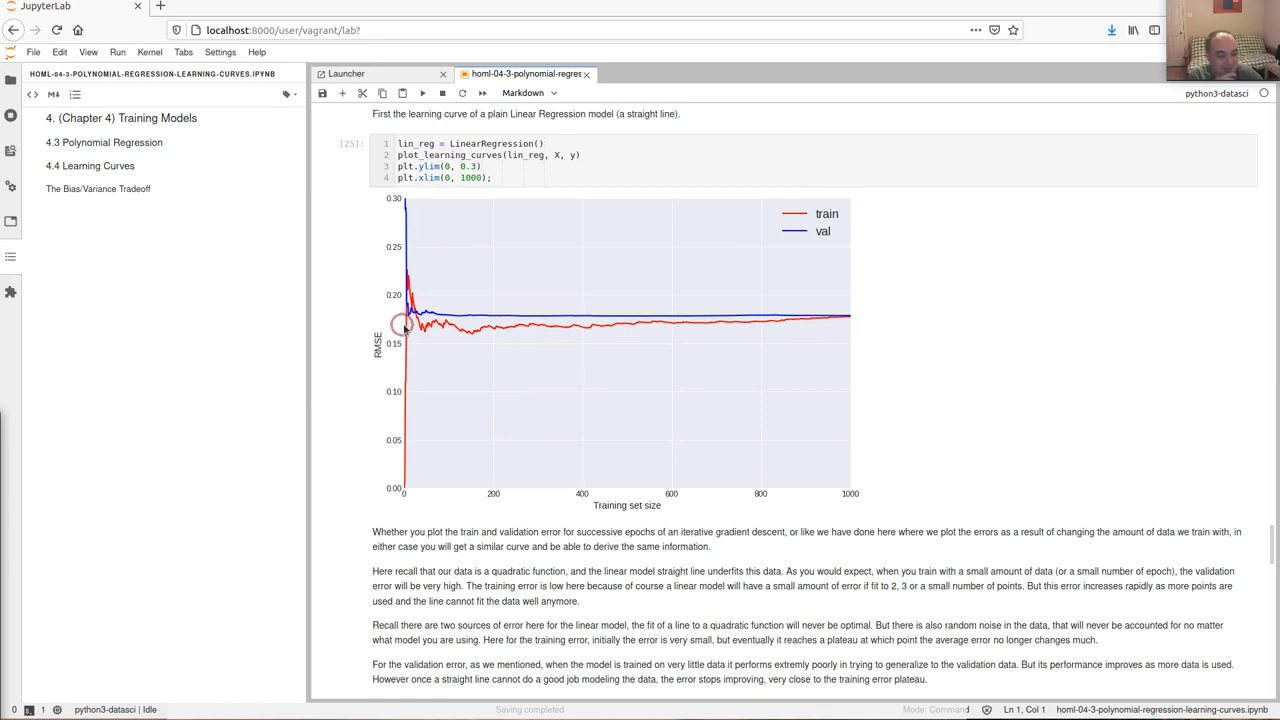 JupyterLab
localhost:8000/user/vagrant/lab?
File Edit View Run Kernel Tabs Settings Help
HOML-04-3-POLYNOMIAL-REGRESSION-LEARNING-CURVES.IPYNB
Launcher
homl-04-3-polynomial-regres
Markdown
python3-datasci
4. (Chapter 4) Training Models
4.3 Polynomial Regression
4.4 Learning Curves
The Bias/Variance Tradeoff
First the learning curve of a plain Linear Regression model (a straight line).
[25]:
1 lin_reg = LinearRegression()
2 plot_learning_curves(lin_reg, X, y)
3 plt.ylim(0, 0.3)
4 plt.xlim(0, 1000);
0.30
0.25
0.20
0.15
0.10
0.05
0.00
RMSE
train
val
0 200 400 600 800 1000
Training set size
Whether you plot the train and validation error for successive epochs of an iterative gradient descent, or like we have done here where we plot the errors as a result of changing the amount of data we train with, in
either case you will get a similar curve and be able to derive the same information.
Here recall that our data is a quadratic function, and the linear model straight line underfits this data. As you would expect, when you train with a small amount of data (or a small number of epoch), the validation
error will be very high. The training error is low here because of course a linear model will have a small amount of error if fit to 2, 3 or a small number of points. But this error increases rapidly as more points are
used and the line cannot fit the data well anymore.
Recall there are two sources of error here for the linear model, the fit of a line to a quadratic function will never be optimal. But there is also random noise in the data, that will never be accounted for no matter
what model you are using. Here for the training error, initially the error is very small, but eventually it reaches a plateau at which point the average error no longer changes much.
For the validation error, as we mentioned, when the model is trained on very little data it performs extremly poorly in trying to generalize to the validation data. But its performance improves as more data is used.
However once a straight line cannot do a good job modeling the data, the error stops improving, very close to the training error plateau.
0 1 python3-datasci | Idle
Saving completed
Mode: Command
Ln 1, Col 1
homl-04-3-polynomial-regression-learning-curves.ipynb